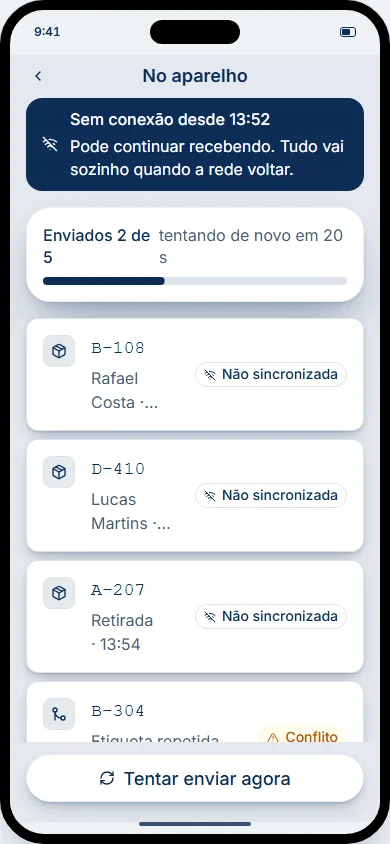 9:41
No aparelho
Sem conexão desde 13:52
Pode continuar recebendo. Tudo vai
sozinho quando a rede voltar.
Enviados 2 de
5
tentando de novo em 20
s
B-108
Rafael
Costa ·...
Não sincronizada
D-410
Lucas
Martins ·...
Não sincronizada
A-207
Retirada
· 13:54
Não sincronizada
B-304
Etiqueta repetida
Conflito
Tentar enviar agora